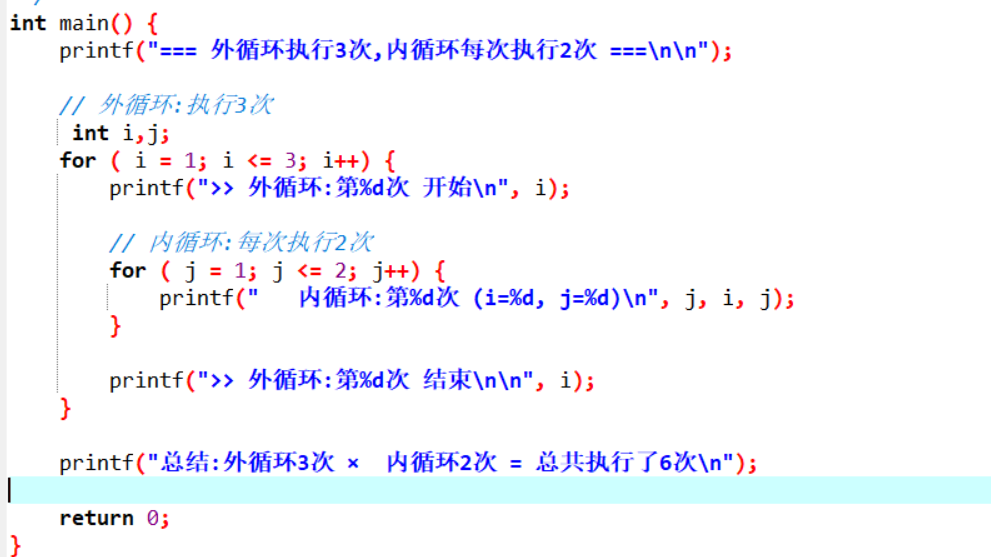 int main() {
    printf("=== 外循环执行3次,内循环每次执行2次 ===\n\n");
    // 外循环:执行3次
     int i,j;
    for ( i = 1; i <= 3; i++) {
        printf(">> 外循环:第%d次 开始\n", i);
        // 内循环:每次执行2次
        for ( j = 1; j <= 2; j++) {
            printf("   内循环:第%d次 (i=%d, j=%d)\n", j, i, j);
        }
        printf(">> 外循环:第%d次 结束\n\n", i);
    }
    printf("总结:外循环3次 ×  内循环2次 = 总共执行了6次\n");
    return 0;
}